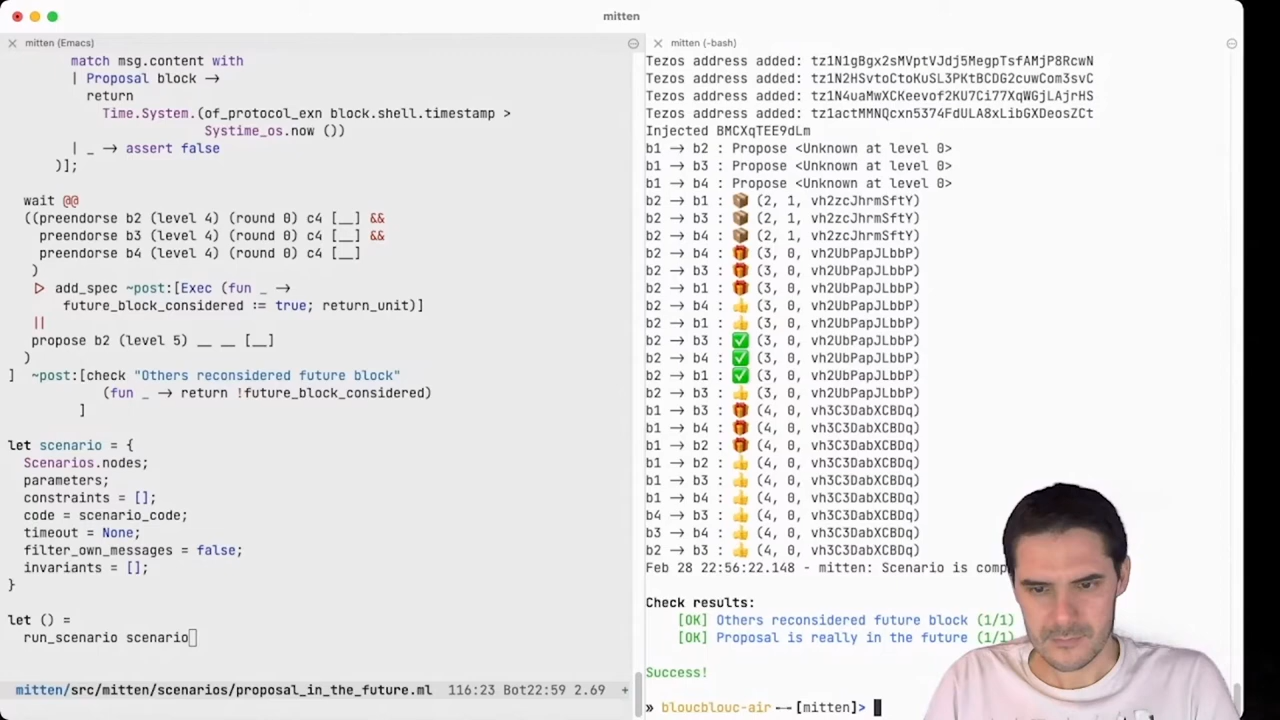 mitten
mitten (Emacs)
match msg.content with
| Proposal block →
return
Time.System.(of_protocol_exn block.shell.timestamp >
Systime_os.now ())
| _ → assert false
)];
wait @@
((preendorse b2 (level 4) (round 0) c4 [__] &&
preendorse b3 (level 4) (round 0) c4 [__] &&
preendorse b4 (level 4) (round 0) c4 [__]
)
▷ add_spec ~post:[Exec (fun _ →
future_block_considered := true; return_unit)]
||
propose b2 (level 5) __ __ [__]
)
] ~post:[check "Others reconsidered future block"
(fun _ → return !future_block_considered)
]
let scenario = {
Scenarios.nodes;
parameters;
constraints = [];
code = scenario_code;
timeout = None;
filter_own_messages = false;
invariants = [];
}
let () =
run_scenario scenario
mitten/src/mitten/scenarios/proposal_in_the_future.ml 116:23 Bot22:59 2.69 +
mitten (-bash)
Tezos address added: tz1N1gBgx2sMVptVJdj5MegpTsfAMjP8RcwN
Tezos address added: tz1N2HSvtoCtoKuSL3PKtBCDG2cuwCom3svC
Tezos address added: tz1N4uaMwXCKeevof2KU7Ci77XqWGjLAjrHS
Tezos address added: tz1actMMNQcxn5374FdULA8xLibGXDeosZCt
Injected BMCXqTEE9dLm
b1 → b2 : Propose <Unknown at level 0>
b1 → b3 : Propose <Unknown at level 0>
b1 → b4 : Propose <Unknown at level 0>
b2 → b1 : 📦 (2, 1, vh2zcJhrmSftY)
b2 → b3 : 📦 (2, 1, vh2zcJhrmSftY)
b2 → b4 : 📦 (2, 1, vh2zcJhrmSftY)
b2 → b4 : 🎁 (3, 0, vh2UbPapJLbbP)
b2 → b3 : 🎁 (3, 0, vh2UbPapJLbbP)
b2 → b1 : 🎁 (3, 0, vh2UbPapJLbbP)
b2 → b4 : 👍 (3, 0, vh2UbPapJLbbP)
b2 → b1 : 👍 (3, 0, vh2UbPapJLbbP)
b2 → b3 : ✅ (3, 0, vh2UbPapJLbbP)
b2 → b4 : ✅ (3, 0, vh2UbPapJLbbP)
b2 → b1 : ✅ (3, 0, vh2UbPapJLbbP)
b2 → b3 : 👍 (3, 0, vh2UbPapJLbbP)
b1 → b3 : 🎁 (4, 0, vh3C3DabXCBDq)
b1 → b4 : 🎁 (4, 0, vh3C3DabXCBDq)
b1 → b2 : 🎁 (4, 0, vh3C3DabXCBDq)
b1 → b2 : 👍 (4, 0, vh3C3DabXCBDq)
b1 → b3 : 👍 (4, 0, vh3C3DabXCBDq)
b1 → b4 : 👍 (4, 0, vh3C3DabXCBDq)
b4 → b3 : 👍 (4, 0, vh3C3DabXCBDq)
b3 → b4 : 👍 (4, 0, vh3C3DabXCBDq)
b2 → b3 : 👍 (4, 0, vh3C3DabXCBDq)
Feb 28 22:56:22.148 - mitten: Scenario is comp
Check results:
[OK] Others reconsidered future block (1/1)
[OK] Proposal is really in the future (1/1)
Success!
» bloucblouc-air —→[mitten]>